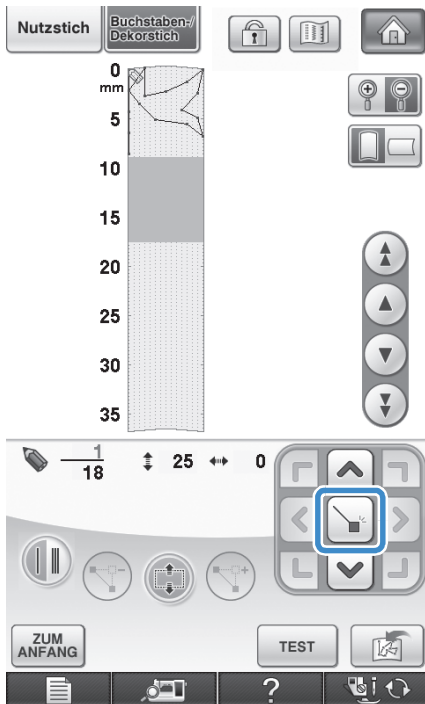 Nutzstich
Buchstaben-/
Dekorstich
0
mm
5
10
15
20
25
30
35
1
18
25
0
ZUM
ANFANG
TEST
?